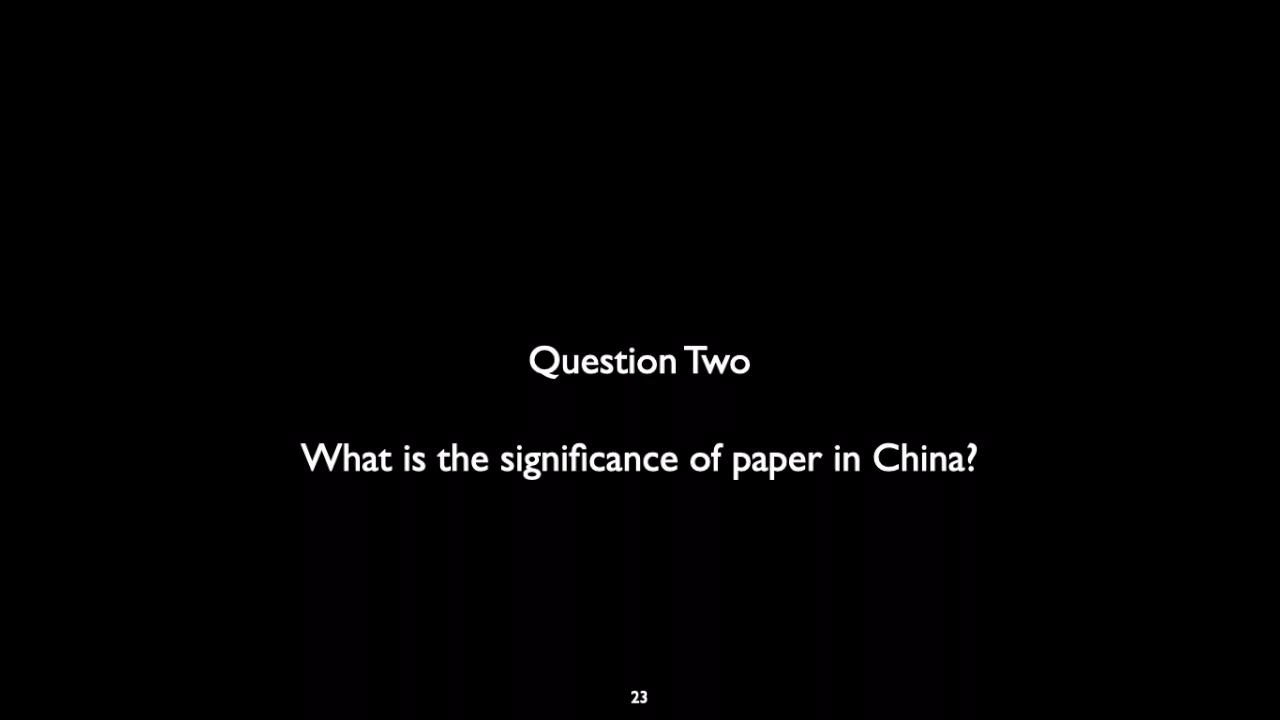 Question Two
What is the significance of paper in China?
23